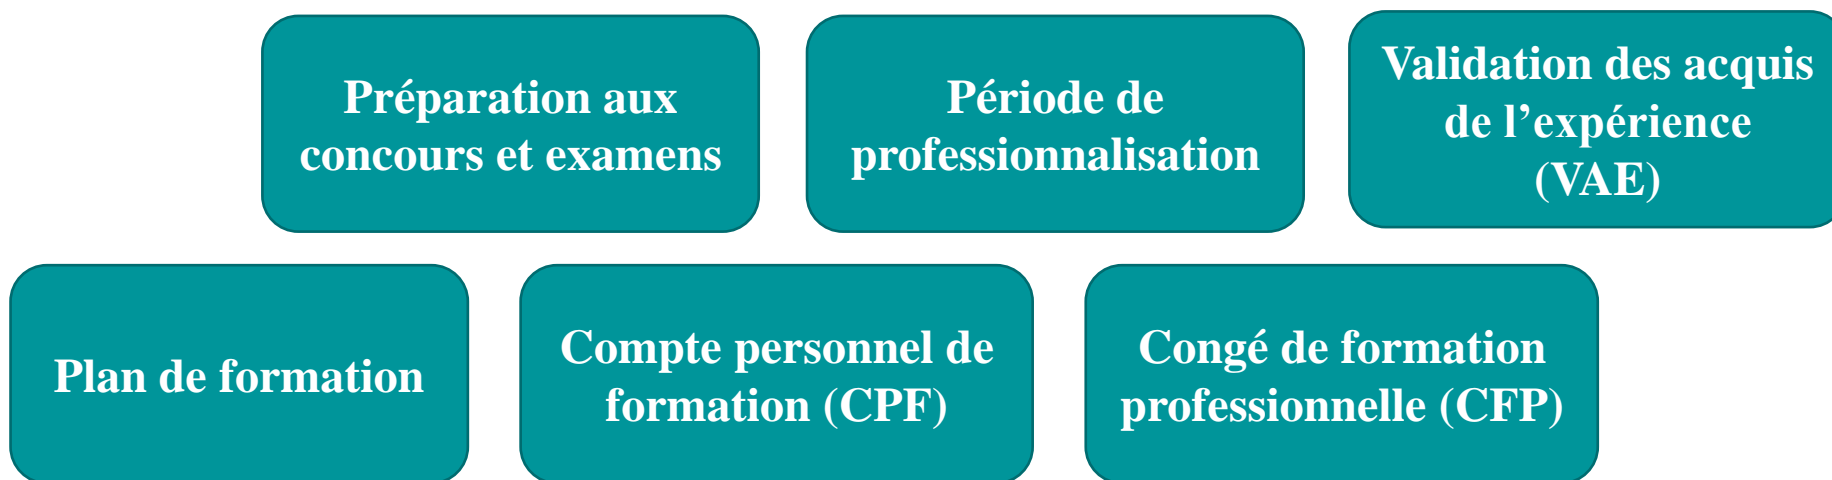 Préparation aux
concours et examens
Période de
professionnalisation
Validation des acquis
de l’expérience
(VAE)
Plan de formation
Compte personnel de
formation (CPF)
Congé de formation
professionnelle (CFP)